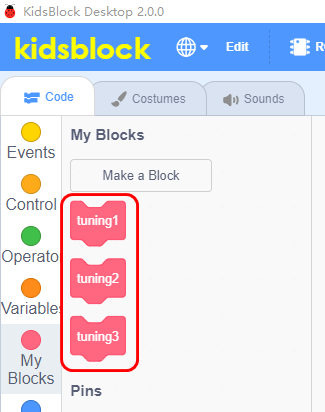 KidsBlock Desktop 2.0.0
kidsblock
Edit
Code
Costumes
Sounds
Events
Control
Operato
Variables
My
Blocks
My Blocks
Make a Block
tuning1
tuning2
tuning3
Pins